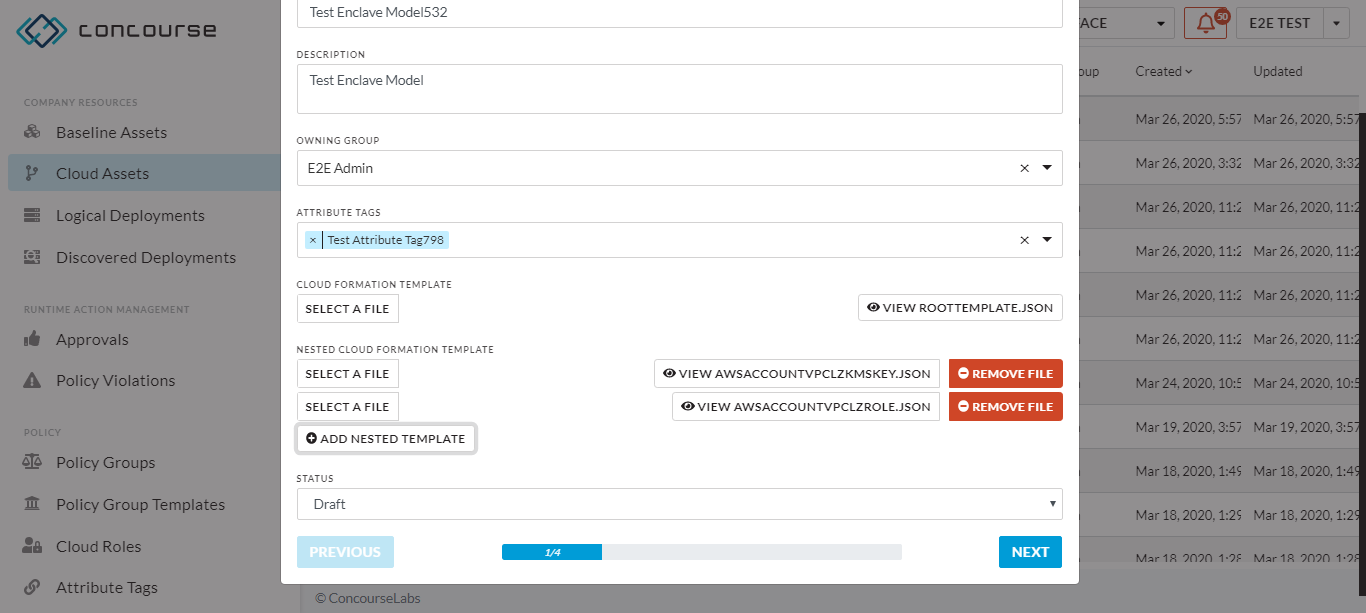 concourse
COMPANY RESOURCES
Baseline Assets
Cloud Assets
Logical Deployments
Discovered Deployments
RUNTIME ACTION MANAGEMENT
Approvals
Policy Violations
POLICY
Policy Groups
Policy Group Templates
Cloud Roles
Attribute Tags
Test Enclave Model532
DESCRIPTION
Test Enclave Model
OWNING GROUP
E2E Admin
ATTRIBUTE TAGS
× Test Attribute Tag798
CLOUD FORMATION TEMPLATE
SELECT A FILE VIEW ROOTTEMPLATE.JSON
NESTED CLOUD FORMATION TEMPLATE
SELECT A FILE VIEW AWSACCOUNTVPCLZKMSKEY.JSON REMOVE FILE
SELECT A FILE VIEW AWSACCOUNTVPCLZROLE.JSON REMOVE FILE
ADD NESTED TEMPLATE
STATUS
Draft
PREVIOUS 1/4 NEXT
© ConcourseLabs
ACE 50 E2E TEST
oup Created Updated
Mar 26, 2020, 5:57 Mar 26, 2020, 5:57
Mar 26, 2020, 3:32 Mar 26, 2020, 3:32
Mar 26, 2020, 11:2 Mar 26, 2020, 11:2
Mar 26, 2020, 11:2 Mar 26, 2020, 11:2
Mar 26, 2020, 11:2 Mar 26, 2020, 11:2
Mar 26, 2020, 11:2 Mar 26, 2020, 11:2
Mar 24, 2020, 10:5 Mar 24, 2020, 10:5
Mar 19, 2020, 3:57 Mar 19, 2020, 3:57
Mar 18, 2020, 1:49 Mar 18, 2020, 1:49
Mar 18, 2020, 1:29 Mar 18, 2020, 1:29
Mar 18, 2020, 1:28 Mar 18, 2020, 1:28